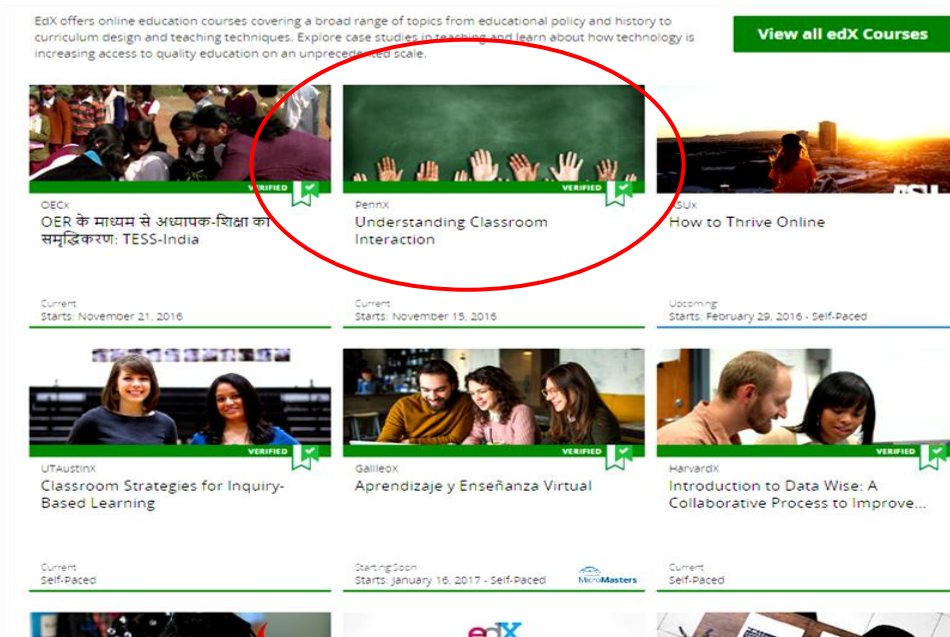 EdX offers online education courses covering a broad range of topics from educational policy and history to
curriculum design and teaching techniques. Explore case studies in teaching and learn about how technology is
increasing access to quality education on an unprecedented scale.
View all edX Courses
VERIFIED
OECx
OER के माध्यम से अध्यापक-शिक्षा का
समृद्धिकरण: TESS-India
Current
Starts: November 21, 2016
VERIFIED
PennX
Understanding Classroom
Interaction
Current
Starts: November 15, 2016
ASU
ASUx
How to Thrive Online
Upcoming
Starts: February 29, 2016 - Self-Paced
VERIFIED
UTAustinX
Classroom Strategies for Inquiry-
Based Learning
Current
Self-Paced
VERIFIED
GalileoX
Aprendizaje y Enseñanza Virtual
Starting Soon
Starts: January 16, 2017 - Self-Paced
MicroMasters
VERIFIED
HarvardX
Introduction to Data Wise: A
Collaborative Process to Improve...
Current
Self-Paced
edX